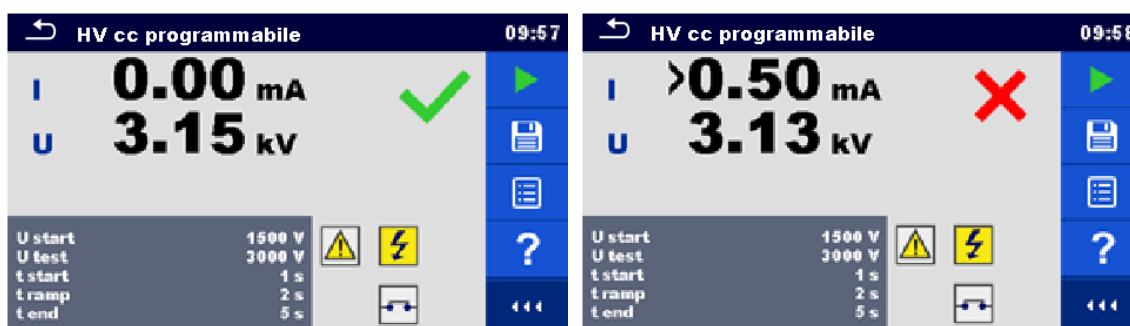 HV cc programmabile 09:57
I 0.00 mA
U 3.15 kV
U start 1500 V
U test 3000 V
t start 1 s
t ramp 2 s
t end 5 s
?
HV cc programmabile 09:58
I >0.50 mA
U 3.13 kV
U start 1500 V
U test 3000 V
t start 1 s
t ramp 2 s
t end 5 s
?